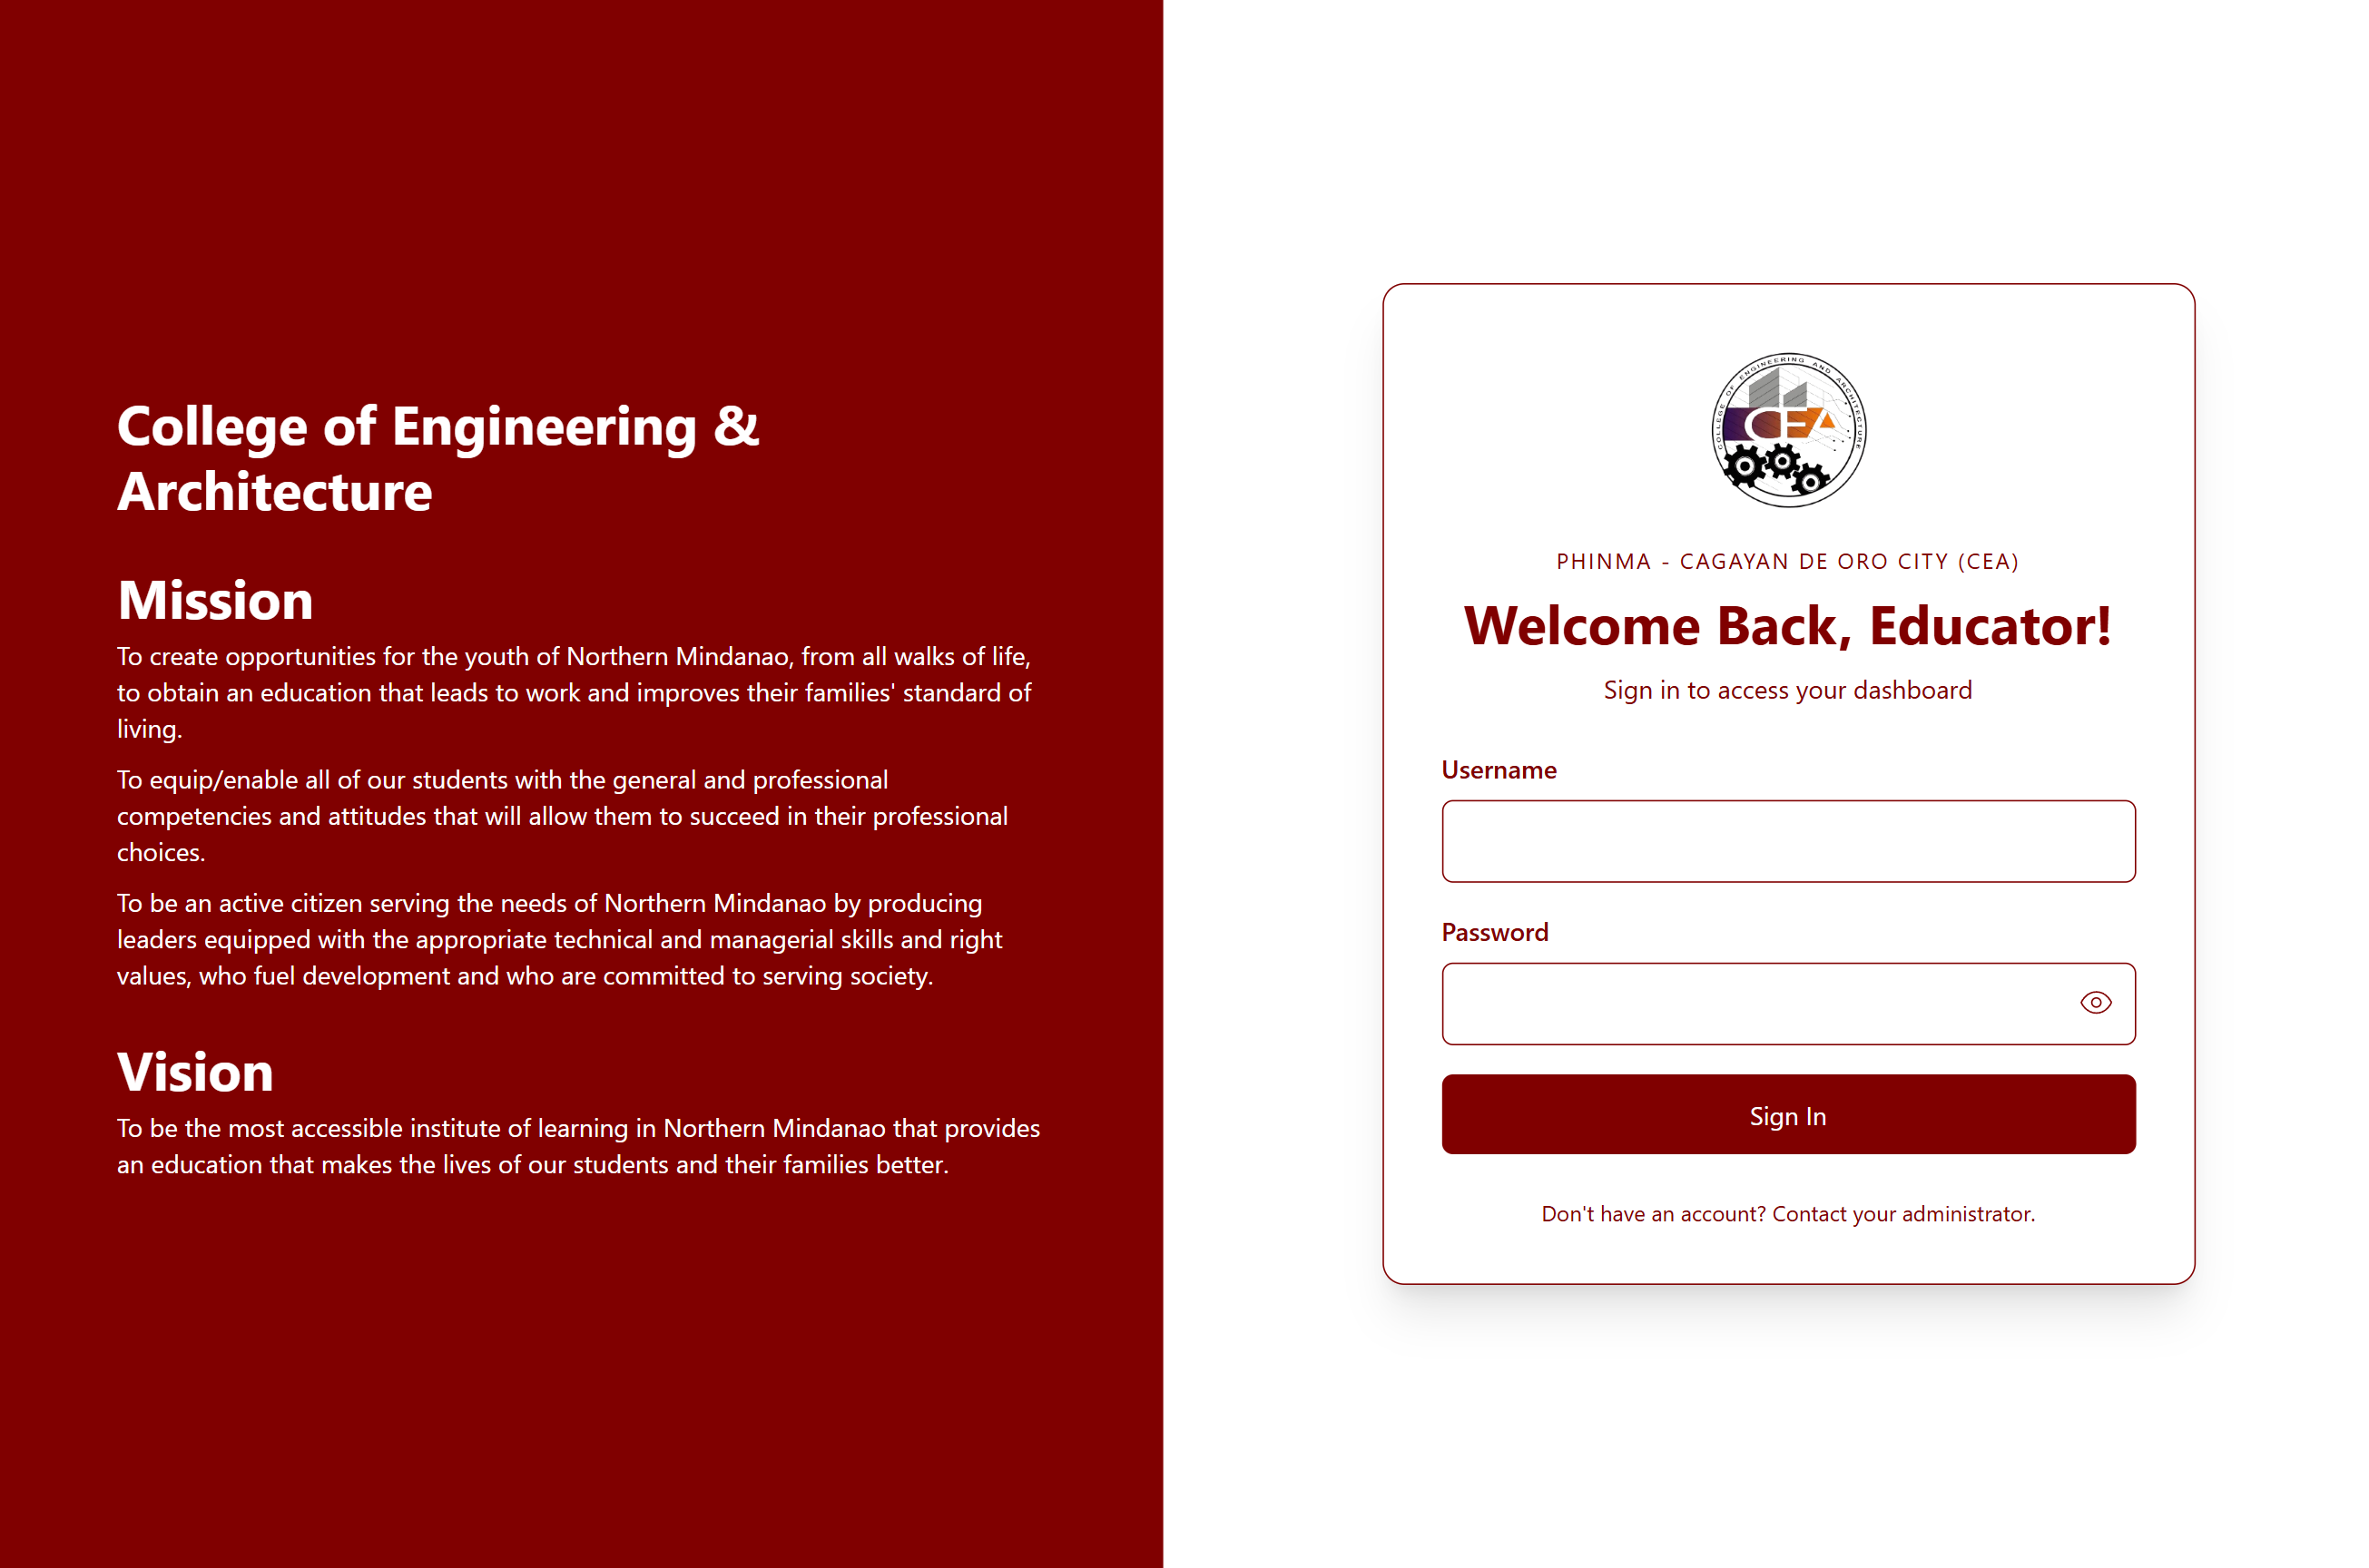 College of Engineering &
Architecture
Mission
To create opportunities for the youth of Northern Mindanao, from all walks of life,
to obtain an education that leads to work and improves their families' standard of
living.
To equip/enable all of our students with the general and professional
competencies and attitudes that will allow them to succeed in their professional
choices.
To be an active citizen serving the needs of Northern Mindanao by producing
leaders equipped with the appropriate technical and managerial skills and right
values, who fuel development and who are committed to serving society.
Vision
To be the most accessible institute of learning in Northern Mindanao that provides
an education that makes the lives of our students and their families better.
COLLEGE OF ENGINEERING AND ARCHITECTURE
CEA
PHINMA - CAGAYAN DE ORO CITY (CEA)
Welcome Back, Educator!
Sign in to access your dashboard
Username
Password
Sign In
Don't have an account? Contact your administrator.